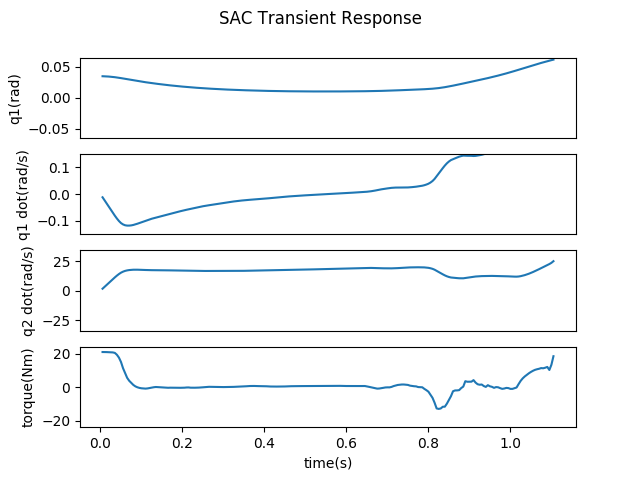 SAC Transient Response
q1(rad)
0.05
0.00
−0.05
q1 dot(rad/s)
0.1
0.0
−0.1
q2 dot(rad/s)
25
0
−25
torque(Nm)
20
0
−20
0.0 0.2 0.4 0.6 0.8 1.0
time(s)